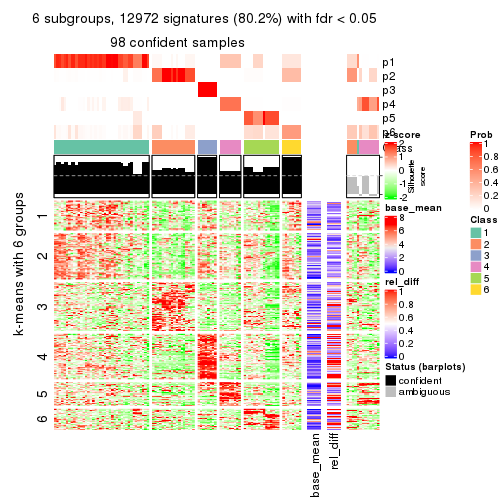 6 subgroups, 12972 signatures (80.2%) with fdr < 0.05
98 confident samples
p1
p2
p3
p4
p5
p6
Class
Silhouette
score
k-means with 6 groups
1
2
3
4
5
6
base_mean
rel_diff
z_score
2
1
0
-1
-2
base_mean
8
6
4
2
0
rel_diff
1
0.8
0.6
0.4
0.2
0
Status (barplots)
confident
ambiguous
Prob
1
0.8
0.6
0.4
0.2
0
Class
1
2
3
4
5
6